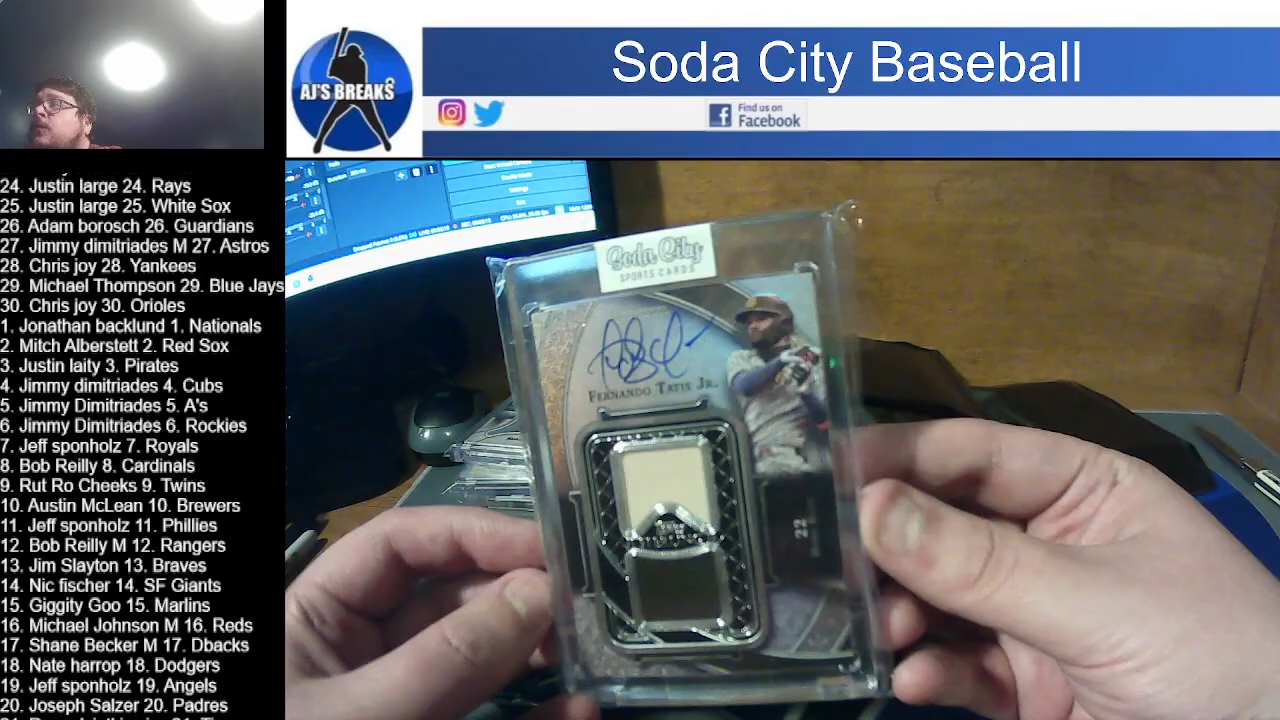 Soda City Baseball
AJ'S BREAKS
Find us on
Facebook
24. Justin large 24. Rays
25. Justin large 25. White Sox
26. Adam borosch 26. Guardians
27. Jimmy dimitriades M 27. Astros
28. Chris joy 28. Yankees
29. Michael Thompson 29. Blue Jays
30. Chris joy 30. Orioles
1. Jonathan backlund 1. Nationals
2. Mitch Alberstett 2. Red Sox
3. Justin laity 3. Pirates
4. Jimmy dimitriades 4. Cubs
5. Jimmy Dimitriades 5. A's
6. Jimmy Dimitriades 6. Rockies
7. Jeff sponholz 7. Royals
8. Bob Reilly 8. Cardinals
9. Rut Ro Cheeks 9. Twins
10. Austin McLean 10. Brewers
11. Jeff sponholz 11. Phillies
12. Bob Reilly M 12. Rangers
13. Jim Slayton 13. Braves
14. Nic fischer 14. SF Giants
15. Giggity Goo 15. Marlins
16. Michael Johnson M 16. Reds
17. Shane Becker M 17. Dbacks
18. Nate harrop 18. Dodgers
19. Jeff sponholz 19. Angels
20. Joseph Salzer 20. Padres
Soda City
SPORTS CARDS
FERNANDO TATIS JR.
22